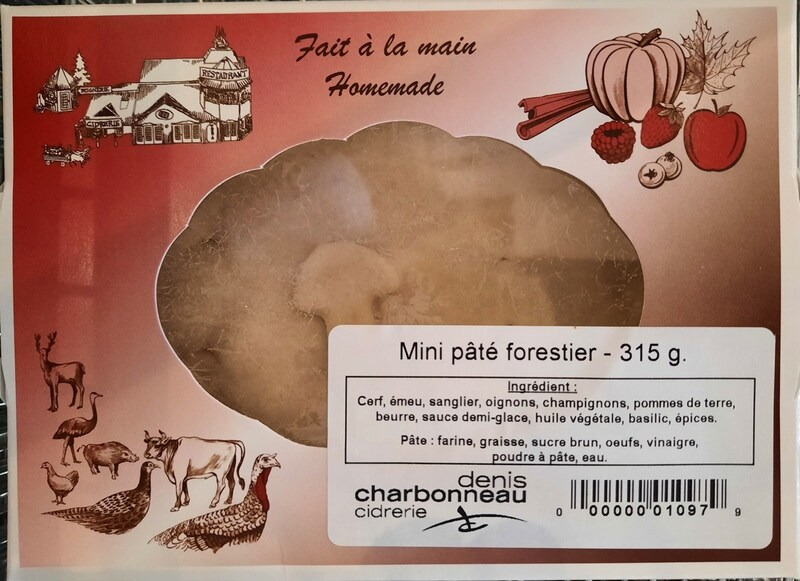 Fait à la main
Homemade
RESTAURANT
CIDRERIE
Mini pâté forestier - 315 g.
Ingrédient :
Cerf, émeu, sanglier, oignons, champignons, pommes de terre,
beurre, sauce demi-glace, huile végétale, basilic, épices.
Pâte : farine, graisse, sucre brun, oeufs, vinaigre,
poudre à pâte, eau.
denis
charbonneau
cidrerie
0 00000 01097 9